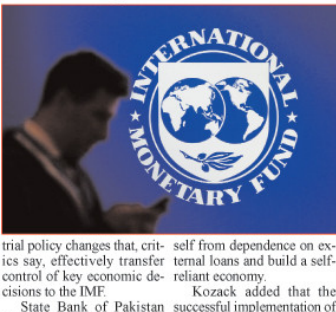 INTERNATIONAL
MONETARY FUND
trial policy changes that, crit-
ics say, effectively transfer
control of key economic de-
cisions to the IMF.
State Bank of Pakistan
self from dependence on ex-
ternal loans and build a self-
reliant economy.
Kozack added that the
successful implementation of